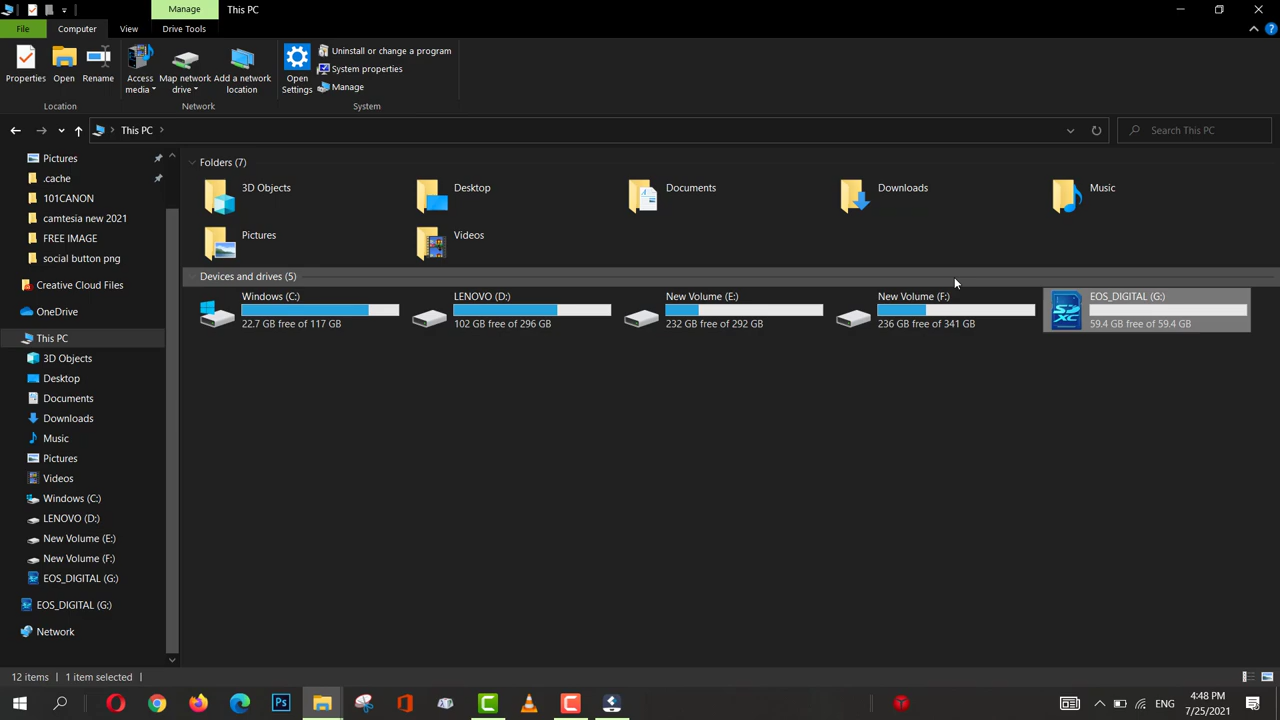 Manage
This PC
File
Computer
View
Drive Tools
Properties
Open
Rename
Access media
Map network drive
Add a network location
Open Settings
Uninstall or change a program
System properties
Manage
Location
Network
System
This PC
Search This PC
Pictures
.cache
101CANON
camtesia new 2021
FREE IMAGE
social button png
Creative Cloud Files
OneDrive
This PC
3D Objects
Desktop
Documents
Downloads
Music
Pictures
Videos
Windows (C:)
LENOVO (D:)
New Volume (E:)
New Volume (F:)
EOS_DIGITAL (G:)
EOS_DIGITAL (G:)
Network
Folders (7)
3D Objects
Desktop
Documents
Downloads
Music
Pictures
Videos
Devices and drives (5)
Windows (C:)
22.7 GB free of 117 GB
LENOVO (D:)
102 GB free of 296 GB
New Volume (E:)
232 GB free of 292 GB
New Volume (F:)
236 GB free of 341 GB
EOS_DIGITAL (G:)
59.4 GB free of 59.4 GB
12 items
1 item selected
Ps
ENG
4:48 PM
7/25/2021